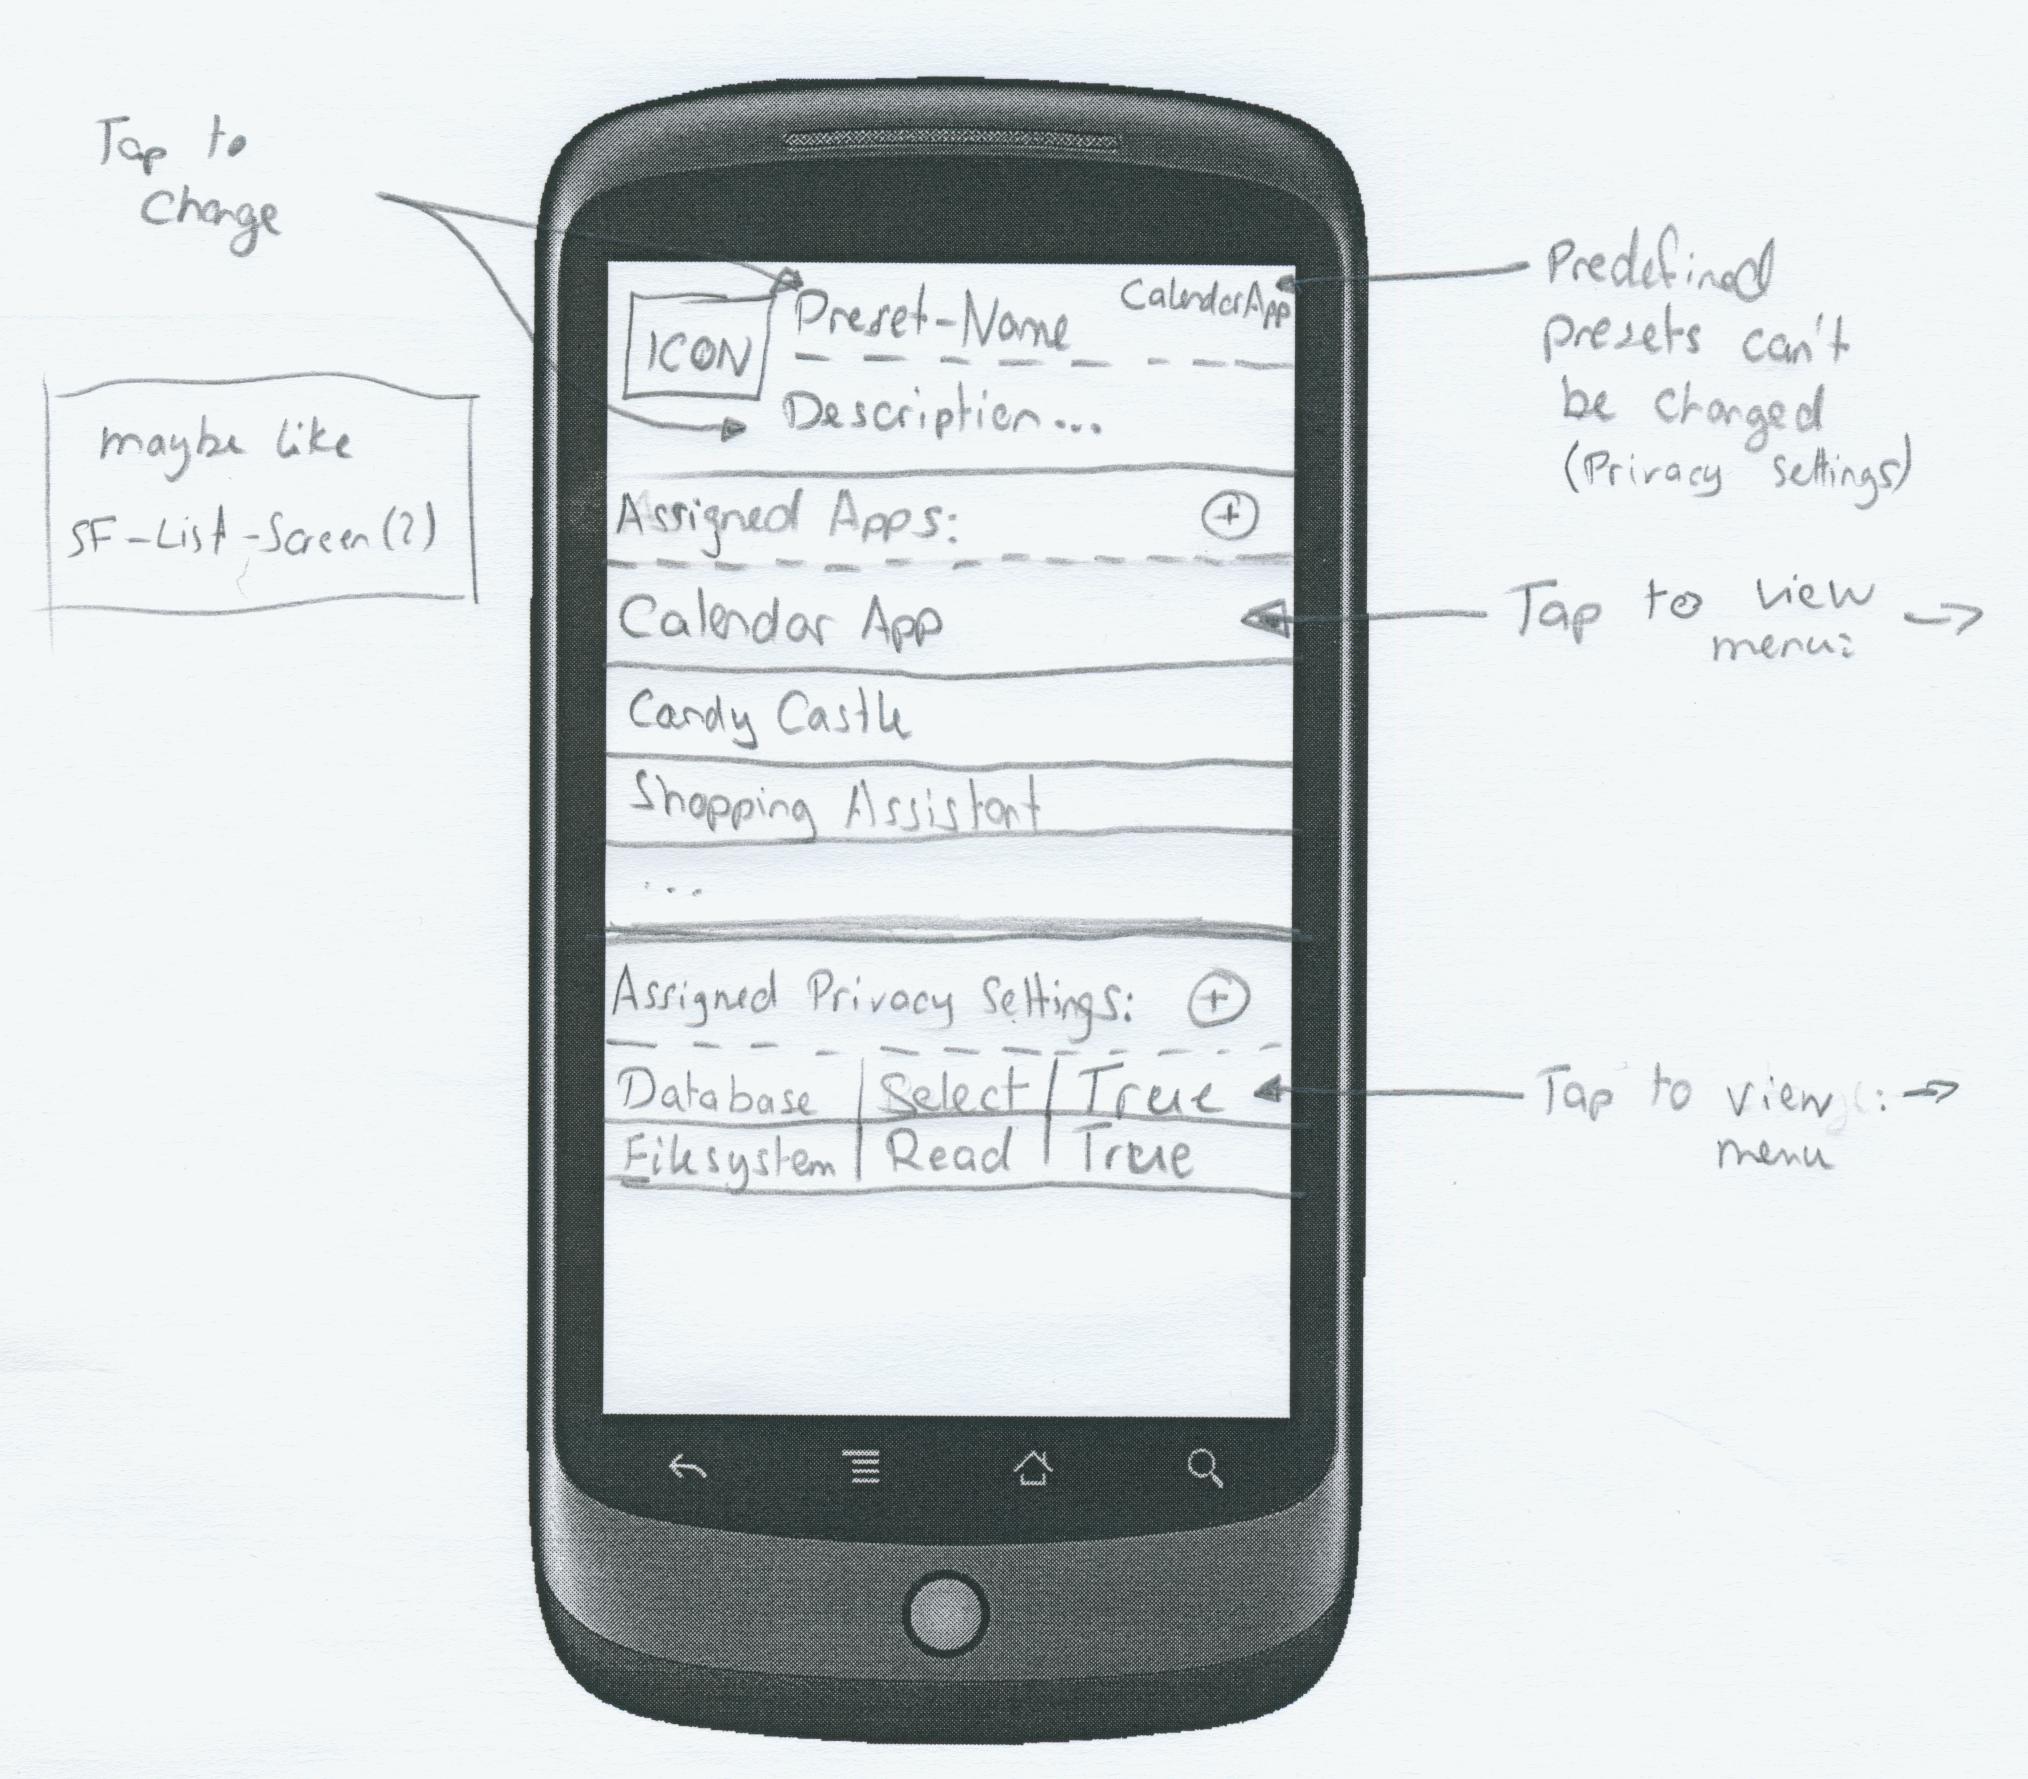 Tap to
change
maybe like
SF-List-Screen(?)
ICON
Preset-Name
CalendarApp
Description...
Assigned Apps:
+
Calendar App
Candy Castle
Shopping Assistant
...
Assigned Privacy Settings:
+
Database | Select | True
Filesystem | Read | True
Predefined
presets can't
be changed
(Privacy settings)
Tap to view
menu:
Tap to view :
menu